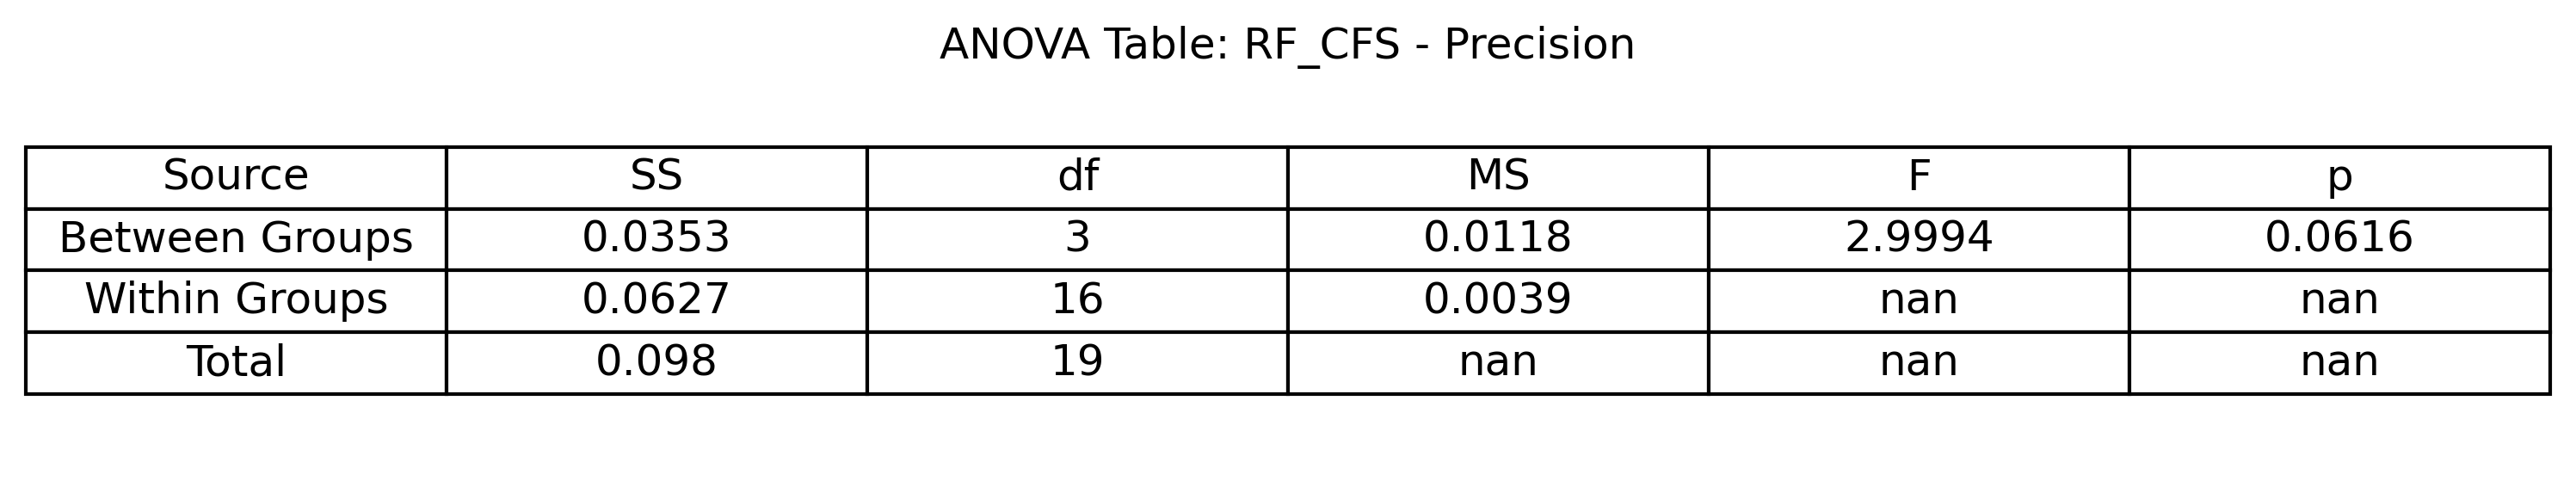 ANOVA Table: RF_CFS - Precision
Source SS df MS F p
Between Groups 0.0353 3 0.0118 2.9994 0.0616
Within Groups 0.0627 16 0.0039 nan nan
Total 0.098 19 nan nan nan